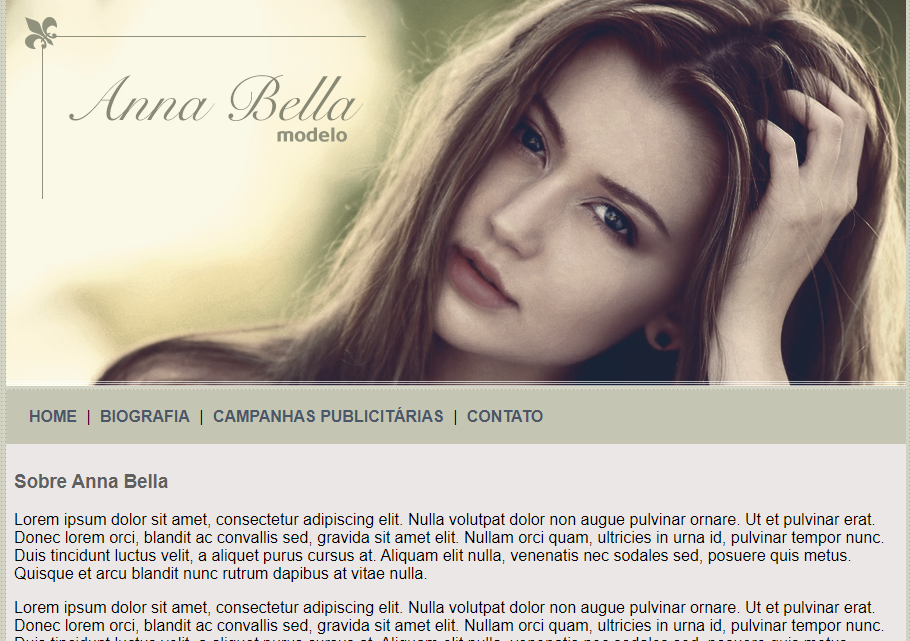 Anna Bella
modelo
HOME | BIOGRAFIA | CAMPANHAS PUBLICITÁRIAS | CONTATO
Sobre Anna Bella
Lorem ipsum dolor sit amet, consectetur adipiscing elit. Nulla volutpat dolor non augue pulvinar ornare. Ut et pulvinar erat.
Donec lorem orci, blandit ac convallis sed, gravida sit amet elit. Nullam orci quam, ultricies in urna id, pulvinar tempor nunc.
Duis tincidunt luctus velit, a aliquet purus cursus at. Aliquam elit nulla, venenatis nec sodales sed, posuere quis metus.
Quisque et arcu blandit nunc rutrum dapibus at vitae nulla.
Lorem ipsum dolor sit amet, consectetur adipiscing elit. Nulla volutpat dolor non augue pulvinar ornare. Ut et pulvinar erat.
Donec lorem orci, blandit ac convallis sed, gravida sit amet elit. Nullam orci quam, ultricies in urna id, pulvinar tempor nunc.